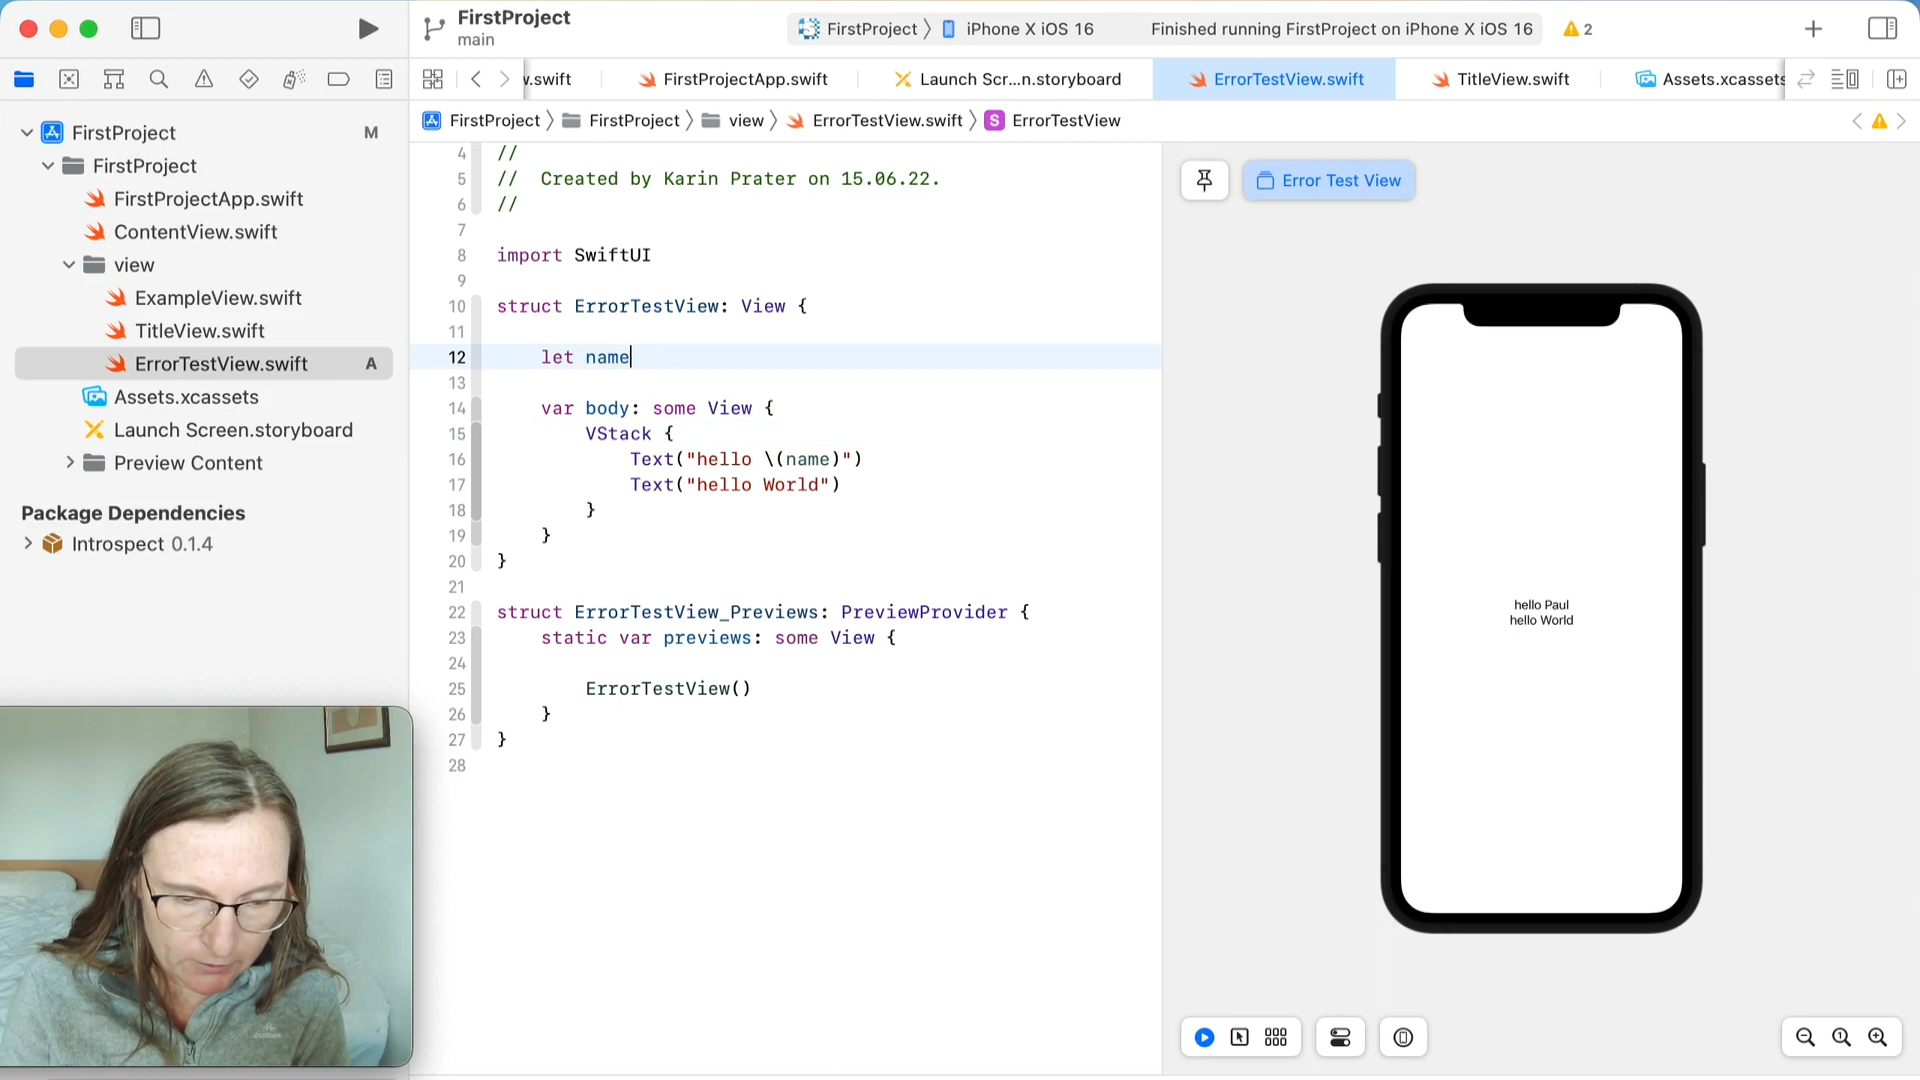 FirstProject
main
FirstProject
iPhone X iOS 16
Finished running FirstProject on iPhone X iOS 16
2
v.swift
FirstProjectApp.swift
Launch Scr...n.storyboard
ErrorTestView.swift
TitleView.swift
Assets.xcassets
FirstProject
FirstProject
view
ErrorTestView.swift
S
ErrorTestView
FirstProject
M
FirstProject
FirstProjectApp.swift
ContentView.swift
view
ExampleView.swift
TitleView.swift
ErrorTestView.swift
A
Assets.xcassets
Launch Screen.storyboard
Preview Content
Package Dependencies
Introspect 0.1.4
4 //
5 //  Created by Karin Prater on 15.06.22.
6 //
7
8 import SwiftUI
9
10 struct ErrorTestView: View {
11
12     let name
13
14     var body: some View {
15         VStack {
16             Text("hello \(name)")
17             Text("hello World")
18         }
19     }
20 }
21
22 struct ErrorTestView_Previews: PreviewProvider {
23     static var previews: some View {
24
25         ErrorTestView()
26     }
27 }
28
Error Test View
hello Paul
hello World